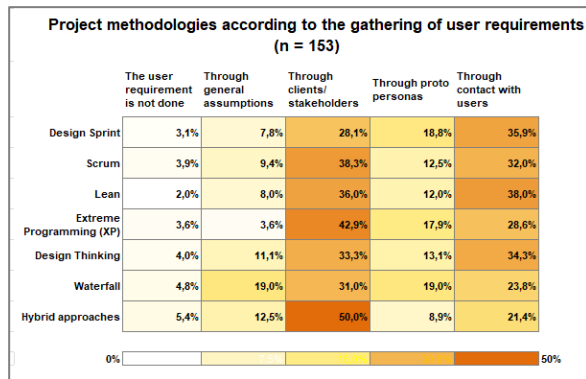 Project methodologies according to the gathering of user requirements
(n = 153)
The user requirement is not done Through general assumptions Through clients/ stakeholders Through proto personas Through contact with users
Design Sprint 3,1% 7,8% 28,1% 18,8% 35,9%
Scrum 3,9% 9,4% 38,3% 12,5% 32,0%
Lean 2,0% 8,0% 36,0% 12,0% 38,0%
Extreme Programming (XP) 3,6% 3,6% 42,9% 17,9% 28,6%
Design Thinking 4,0% 11,1% 33,3% 13,1% 34,3%
Waterfall 4,8% 19,0% 31,0% 19,0% 23,8%
Hybrid approaches 5,4% 12,5% 50,0% 8,9% 21,4%
0% 50%